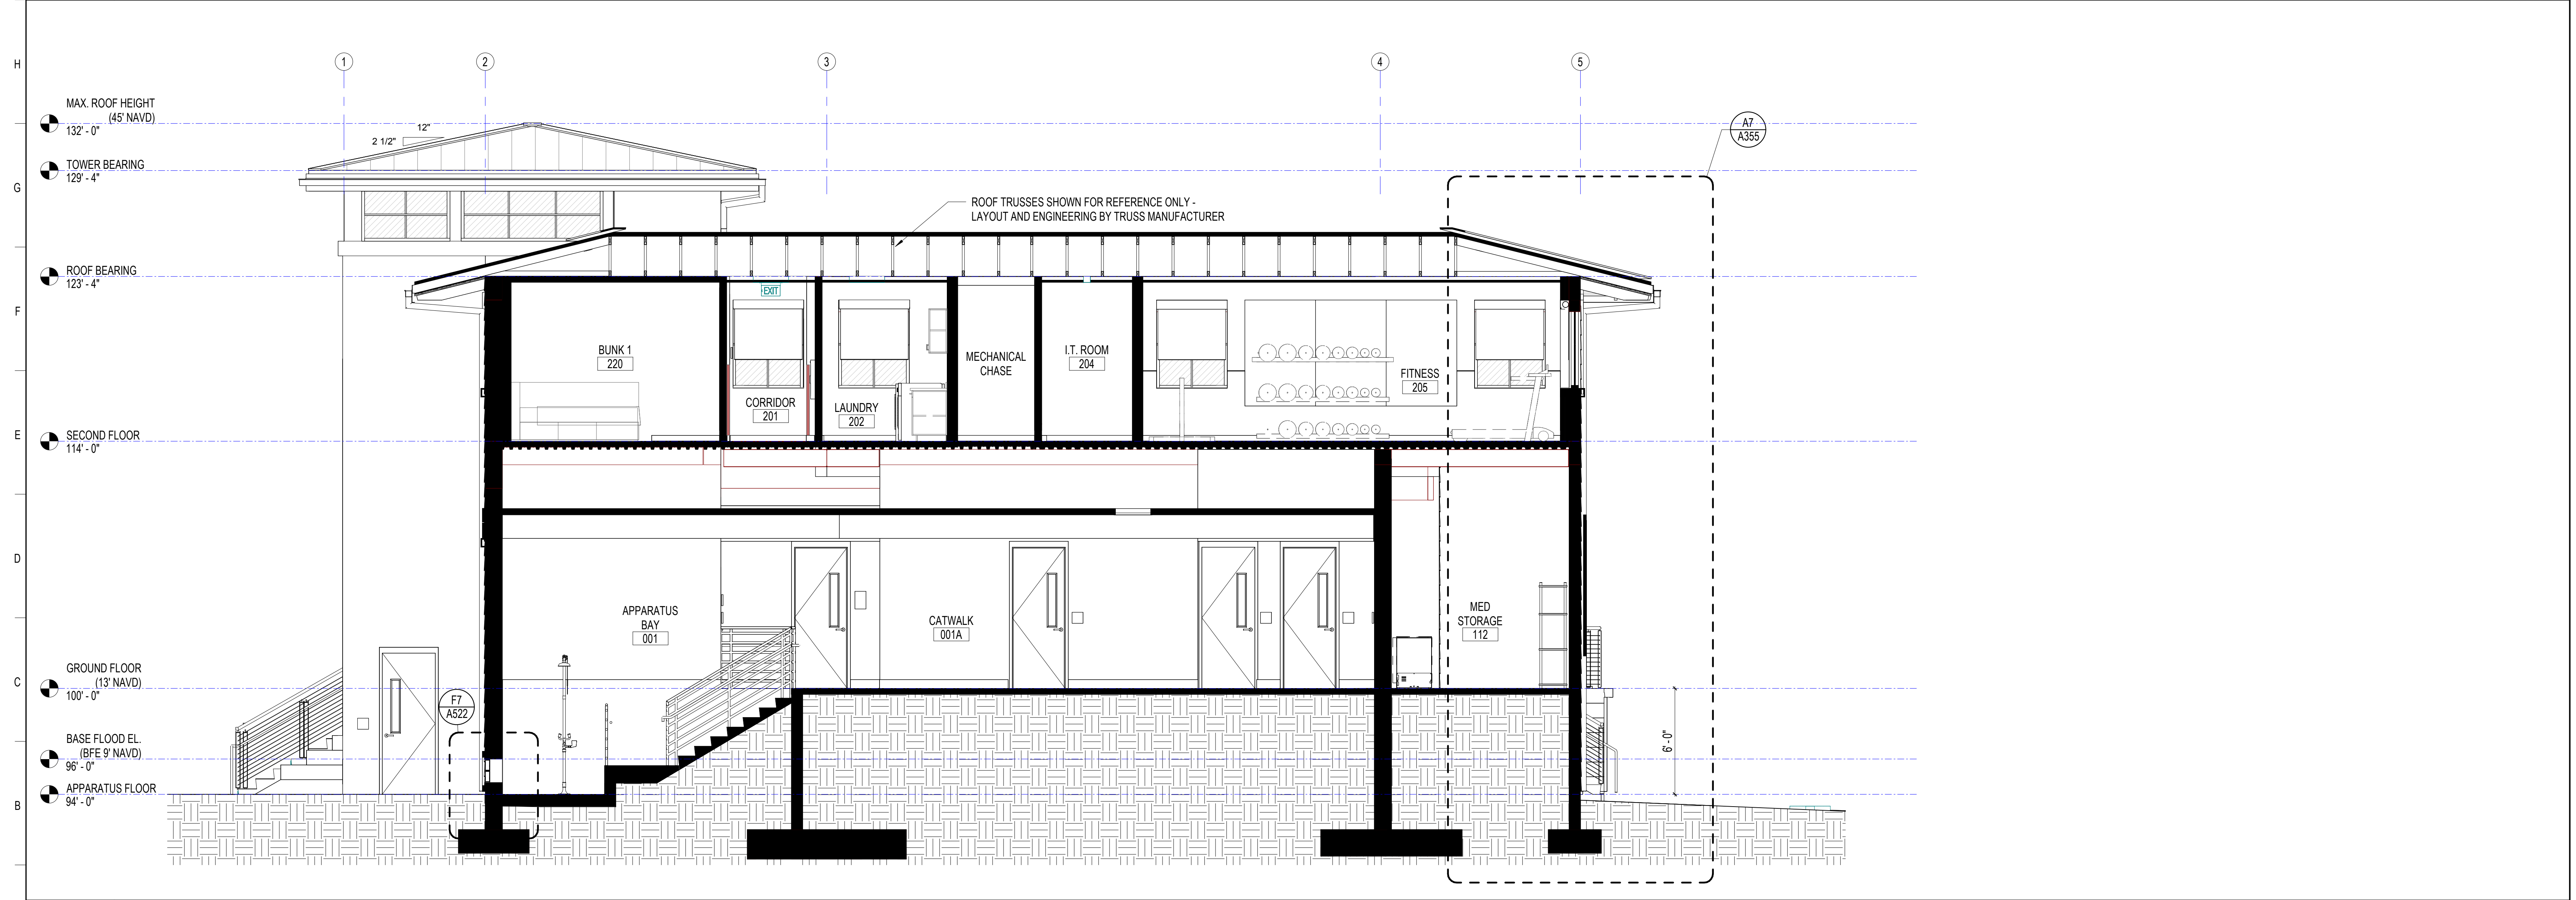 H
1
2
3
4
5
MAX. ROOF HEIGHT
(45' NAVD)
132' - 0"
12"
2 1/2"
A7
A355
TOWER BEARING
129' - 4"
G
ROOF TRUSSES SHOWN FOR REFERENCE ONLY -
LAYOUT AND ENGINEERING BY TRUSS MANUFACTURER
ROOF BEARING
123' - 4"
EXIT
F
BUNK 1
220
CORRIDOR
201
LAUNDRY
202
MECHANICAL
CHASE
I.T. ROOM
204
FITNESS
205
E
SECOND FLOOR
114' - 0"
D
APPARATUS
BAY
001
CATWALK
001A
MED
STORAGE
112
GROUND FLOOR
(13' NAVD)
100' - 0"
C
F7
A522
6' - 0"
BASE FLOOD EL.
(BFE 9' NAVD)
96' - 0"
APPARATUS FLOOR
94' - 0"
B